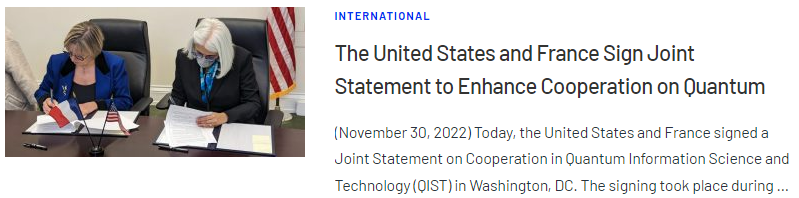 INTERNATIONAL
The United States and France Sign Joint
Statement to Enhance Cooperation on Quantum
(November 30, 2022) Today, the United States and France signed a
Joint Statement on Cooperation in Quantum Information Science and
Technology (QIST) in Washington, DC. The signing took place during ...